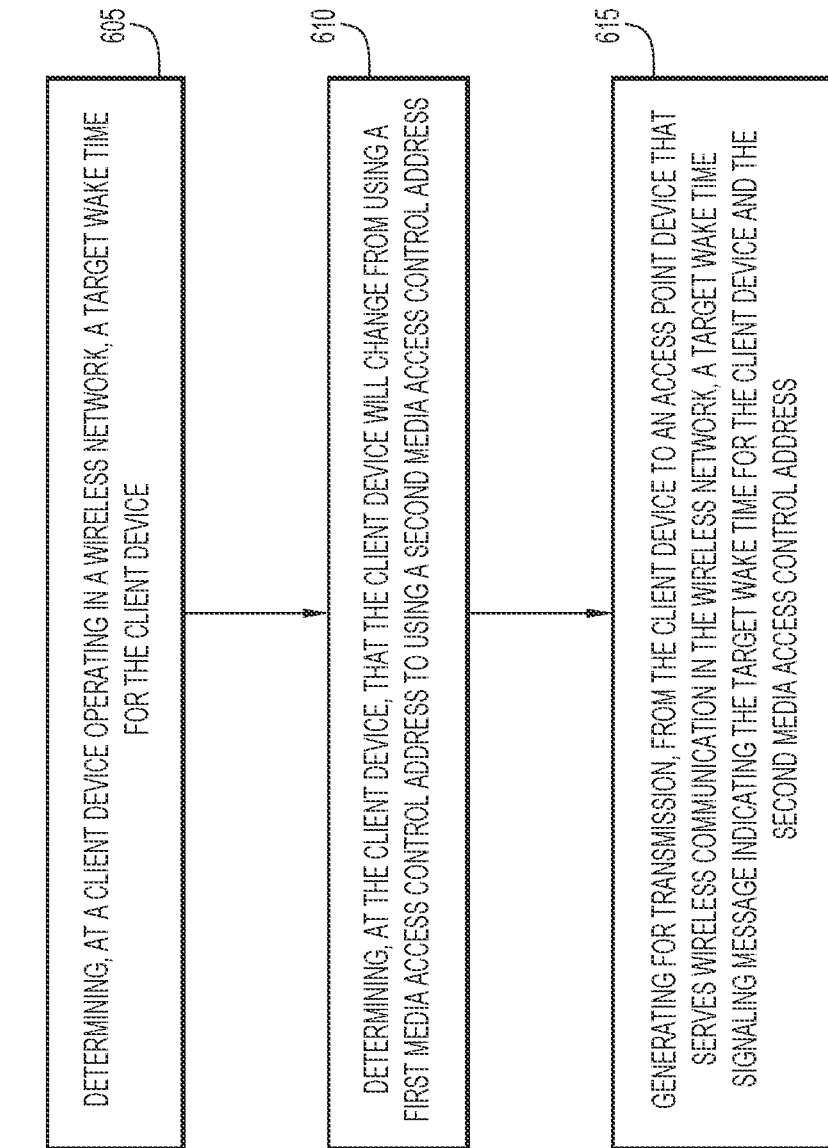 605
DETERMINING, AT A CLIENT DEVICE OPERATING IN A WIRELESS NETWORK, A TARGET WAKE TIME
FOR THE CLIENT DEVICE
610
DETERMINING, AT THE CLIENT DEVICE, THAT THE CLIENT DEVICE WILL CHANGE FROM USING A
FIRST MEDIA ACCESS CONTROL ADDRESS TO USING A SECOND MEDIA ACCESS CONTROL ADDRESS
615
GENERATING FOR TRANSMISSION, FROM THE CLIENT DEVICE TO AN ACCESS POINT DEVICE THAT
SERVES WIRELESS COMMUNICATION IN THE WIRELESS NETWORK, A TARGET WAKE TIME
SIGNALING MESSAGE INDICATING THE TARGET WAKE TIME FOR THE CLIENT DEVICE AND THE
SECOND MEDIA ACCESS CONTROL ADDRESS